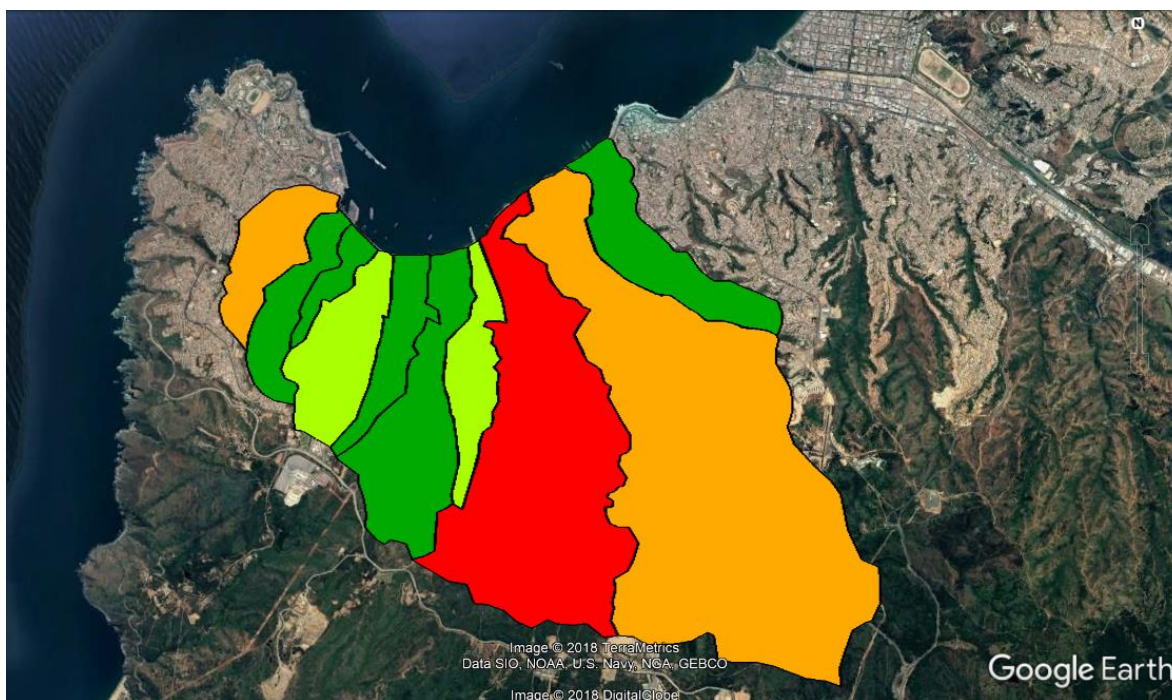 N
Image © 2018 TerraMetrics
Data SIO, NOAA, U.S. Navy, NGA, GEBCO
Google Earth
Image © 2018 DigitalGlobe